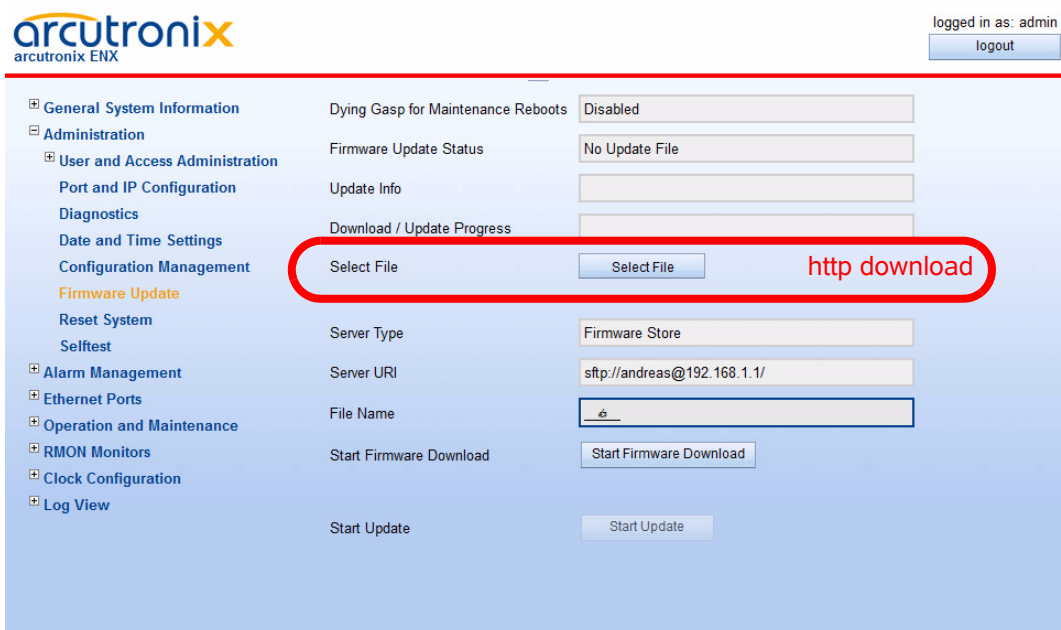 arcutronix
arcutronix ENX
logged in as: admin
logout
General System Information
Administration
User and Access Administration
Port and IP Configuration
Diagnostics
Date and Time Settings
Configuration Management
Firmware Update
Reset System
Selftest
Alarm Management
Ethernet Ports
Operation and Maintenance
RMON Monitors
Clock Configuration
Log View
Dying Gasp for Maintenance Reboots Disabled
Firmware Update Status No Update File
Update Info
Download / Update Progress
Select File Select File http download
Server Type Firmware Store
Server URI sftp://andreas@192.168.1.1/
File Name
Start Firmware Download Start Firmware Download
Start Update Start Update